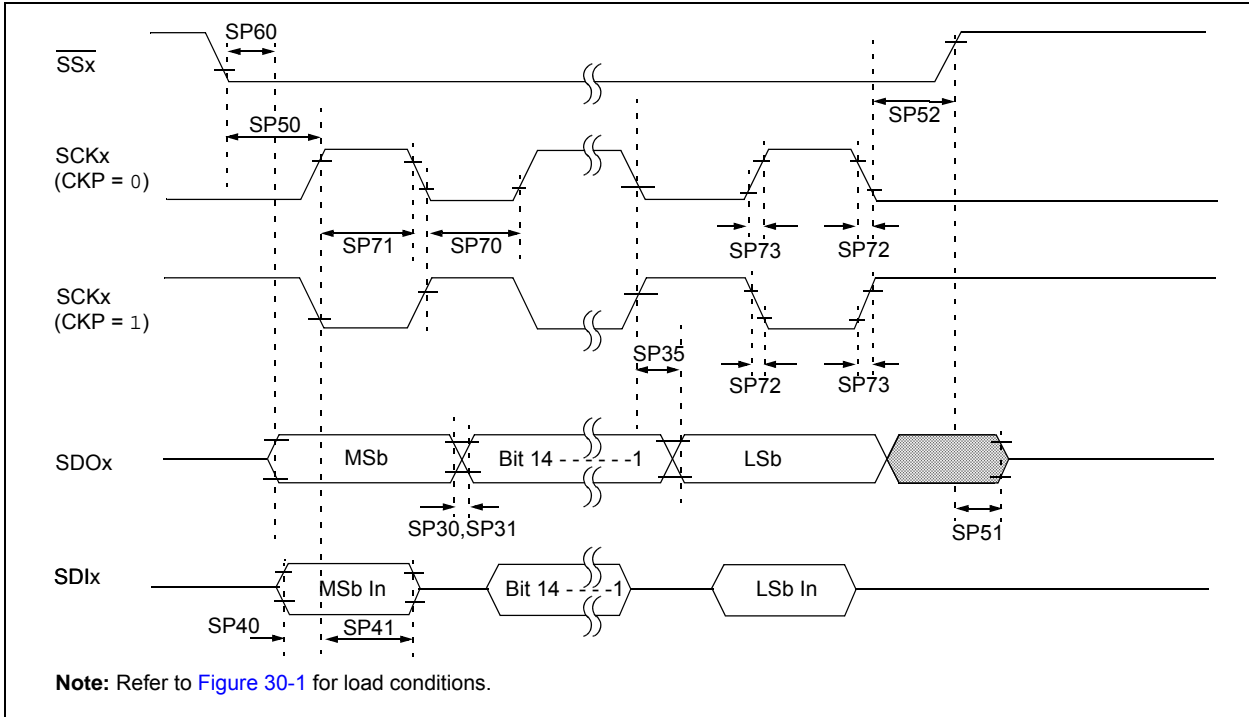 SP60
SSx
SP50
SP52
SCKx
(CKP = 0)
SP71
SP70
SP73
SP72
SCKx
(CKP = 1)
SP35
SP72
SP73
SDOx
MSb
Bit 14 - - - - - -1
LSb
SP30,SP31
SP51
SDIx
MSb In
Bit 14 - - - -1
LSb In
SP40
SP41
Note: Refer to Figure 30-1 for load conditions.